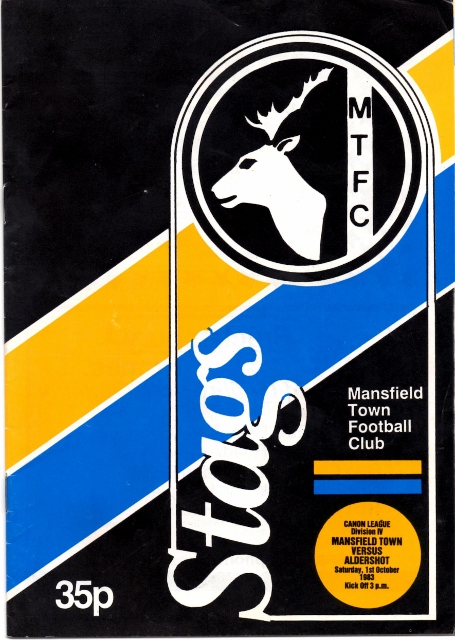 M
T
F
C
Stags
Mansfield
Town
Football
Club
CANON LEAGUE
Division IV
MANSFIELD TOWN
VERSUS
ALDERSHOT
Saturday, 1st October
1983
Kick Off 3 p.m.
35p